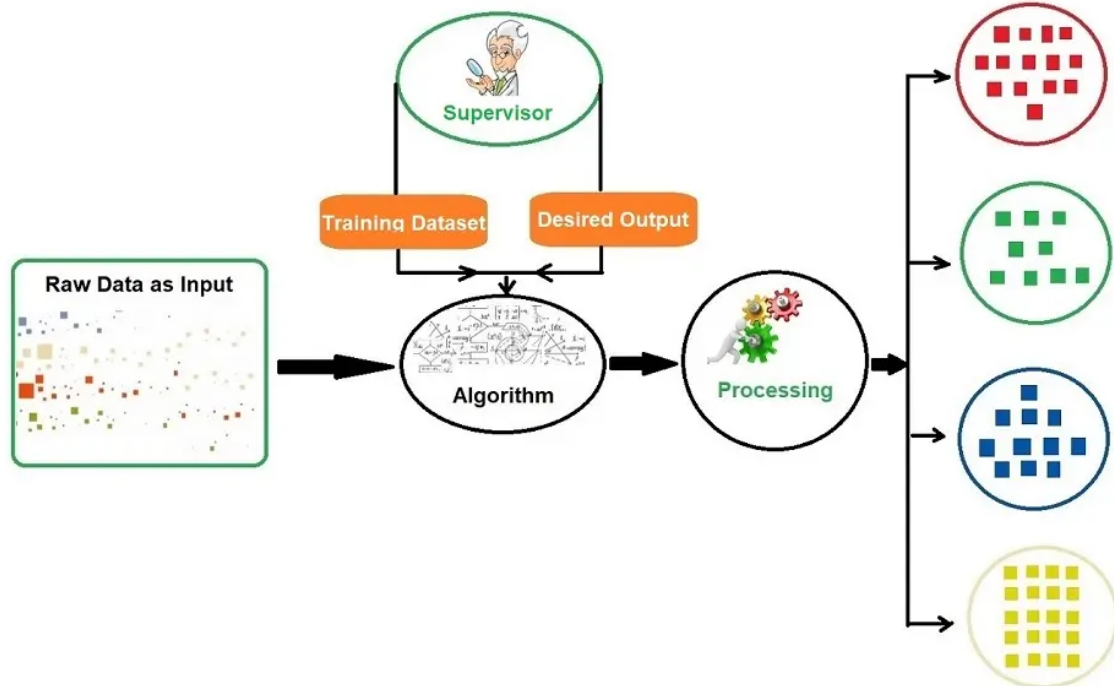 Supervisor
Training Dataset
Desired Output
Raw Data as Input
Algorithm
Processing